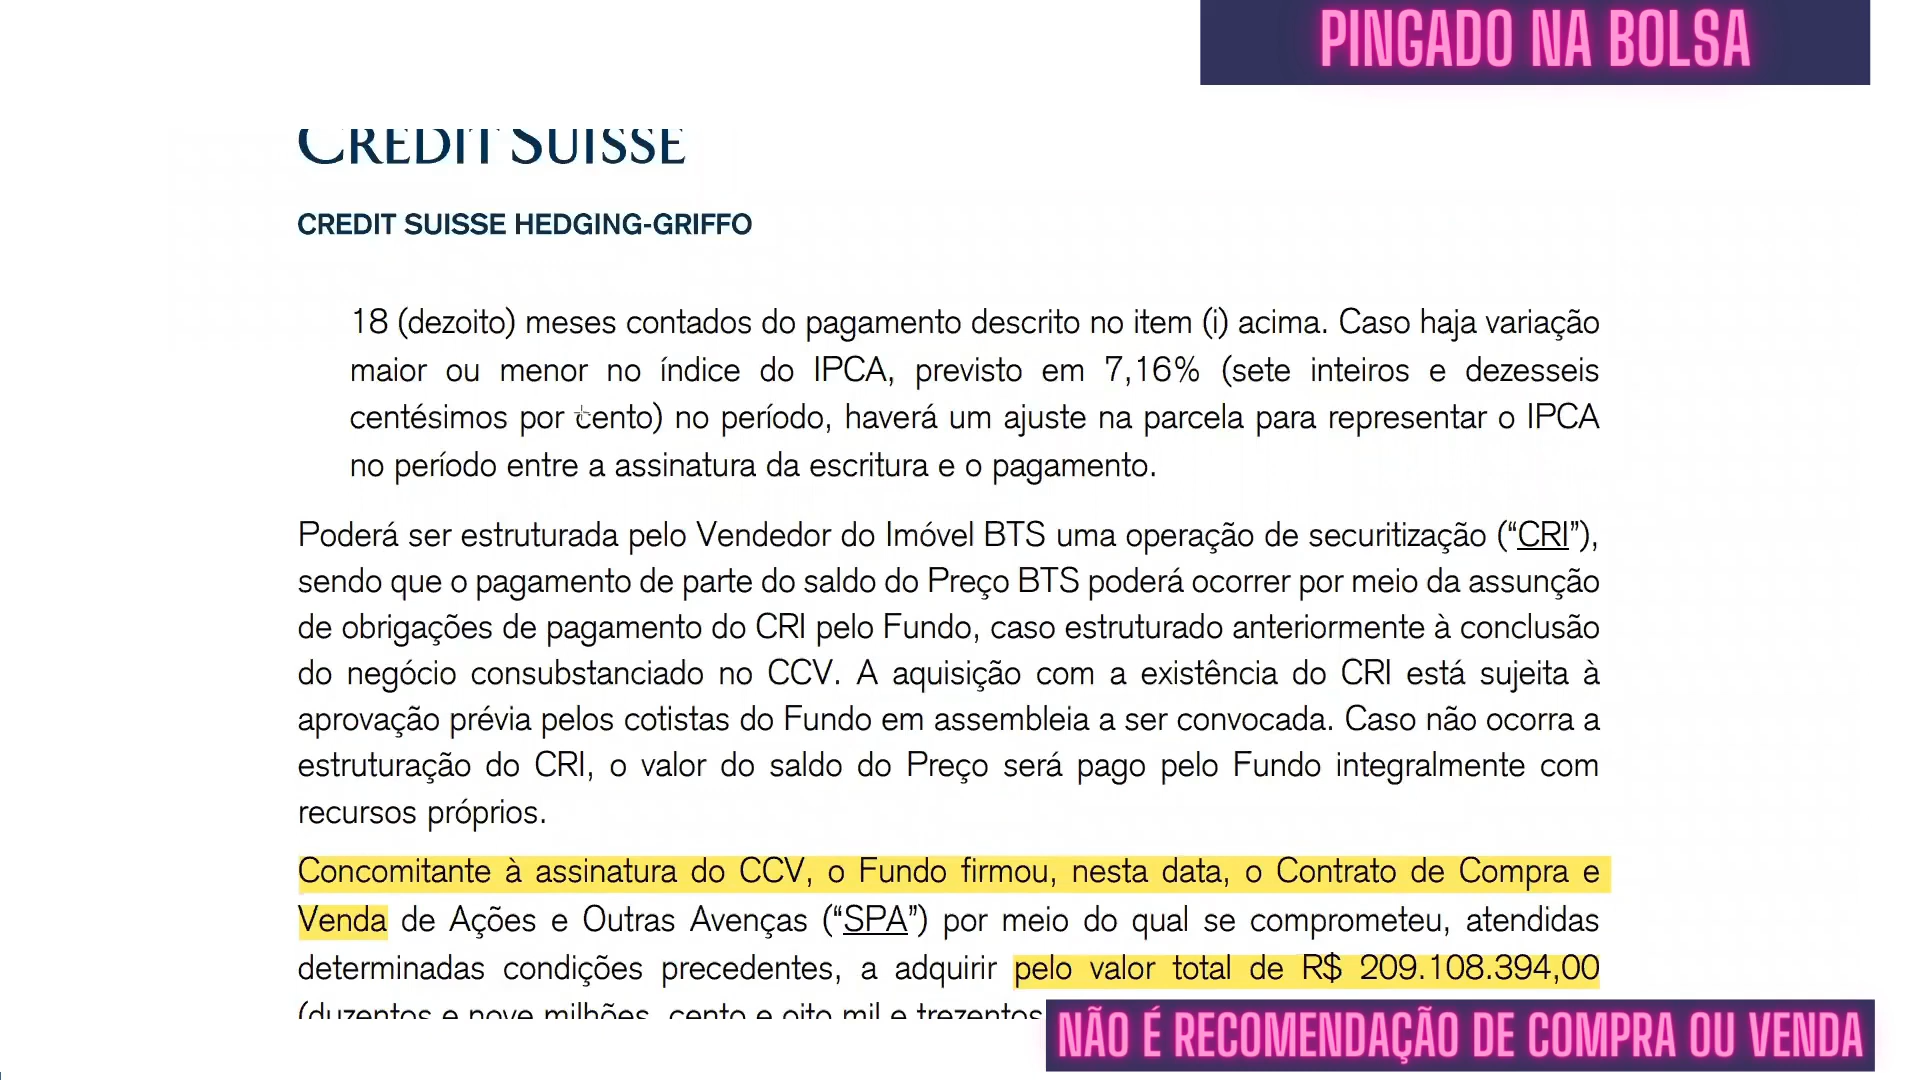 PINGADO NA BOLSA
CREDIT SUISSE
CREDIT SUISSE HEDGING-GRIFFO
18 (dezoito) meses contados do pagamento descrito no item (i) acima. Caso haja variação
maior ou menor no índice do IPCA, previsto em 7,16% (sete inteiros e dezesseis
centésimos por cento) no período, haverá um ajuste na parcela para representar o IPCA
no período entre a assinatura da escritura e o pagamento.
Poderá ser estruturada pelo Vendedor do Imóvel BTS uma operação de securitização (“CRI”),
sendo que o pagamento de parte do saldo do Preço BTS poderá ocorrer por meio da assunção
de obrigações de pagamento do CRI pelo Fundo, caso estruturado anteriormente à conclusão
do negócio consubstanciado no CCV. A aquisição com a existência do CRI está sujeita à
aprovação prévia pelos cotistas do Fundo em assembleia a ser convocada. Caso não ocorra a
estruturação do CRI, o valor do saldo do Preço será pago pelo Fundo integralmente com
recursos próprios.
Concomitante à assinatura do CCV, o Fundo firmou, nesta data, o Contrato de Compra e
Venda de Ações e Outras Avenças (“SPA”) por meio do qual se comprometeu, atendidas
determinadas condições precedentes, a adquirir pelo valor total de R$ 209.108.394,00
(duzentos e nove milhões, cento e oito mil e trezentos
NÃO É RECOMENDAÇÃO DE COMPRA OU VENDA